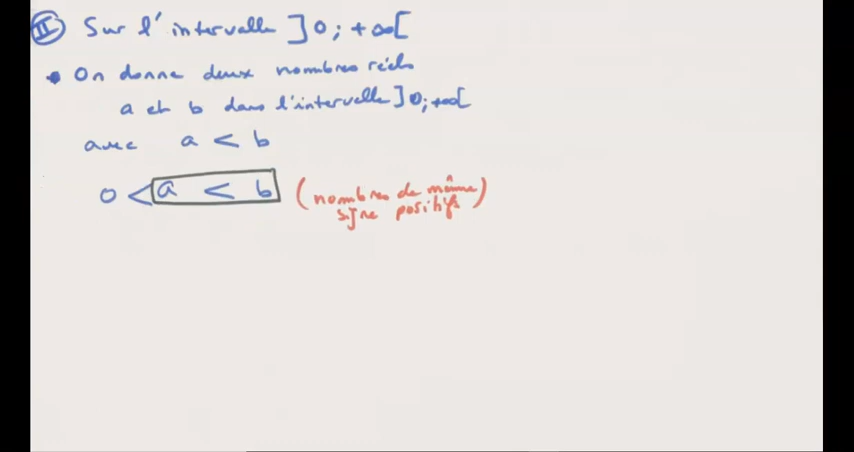 II Sur l'intervalle ]0; +∞[
• On donne deux nombres réels
a et b dans l'intervalle ]0; +∞[
avec a < b
0 < a < b (nombres de même
signe positifs)